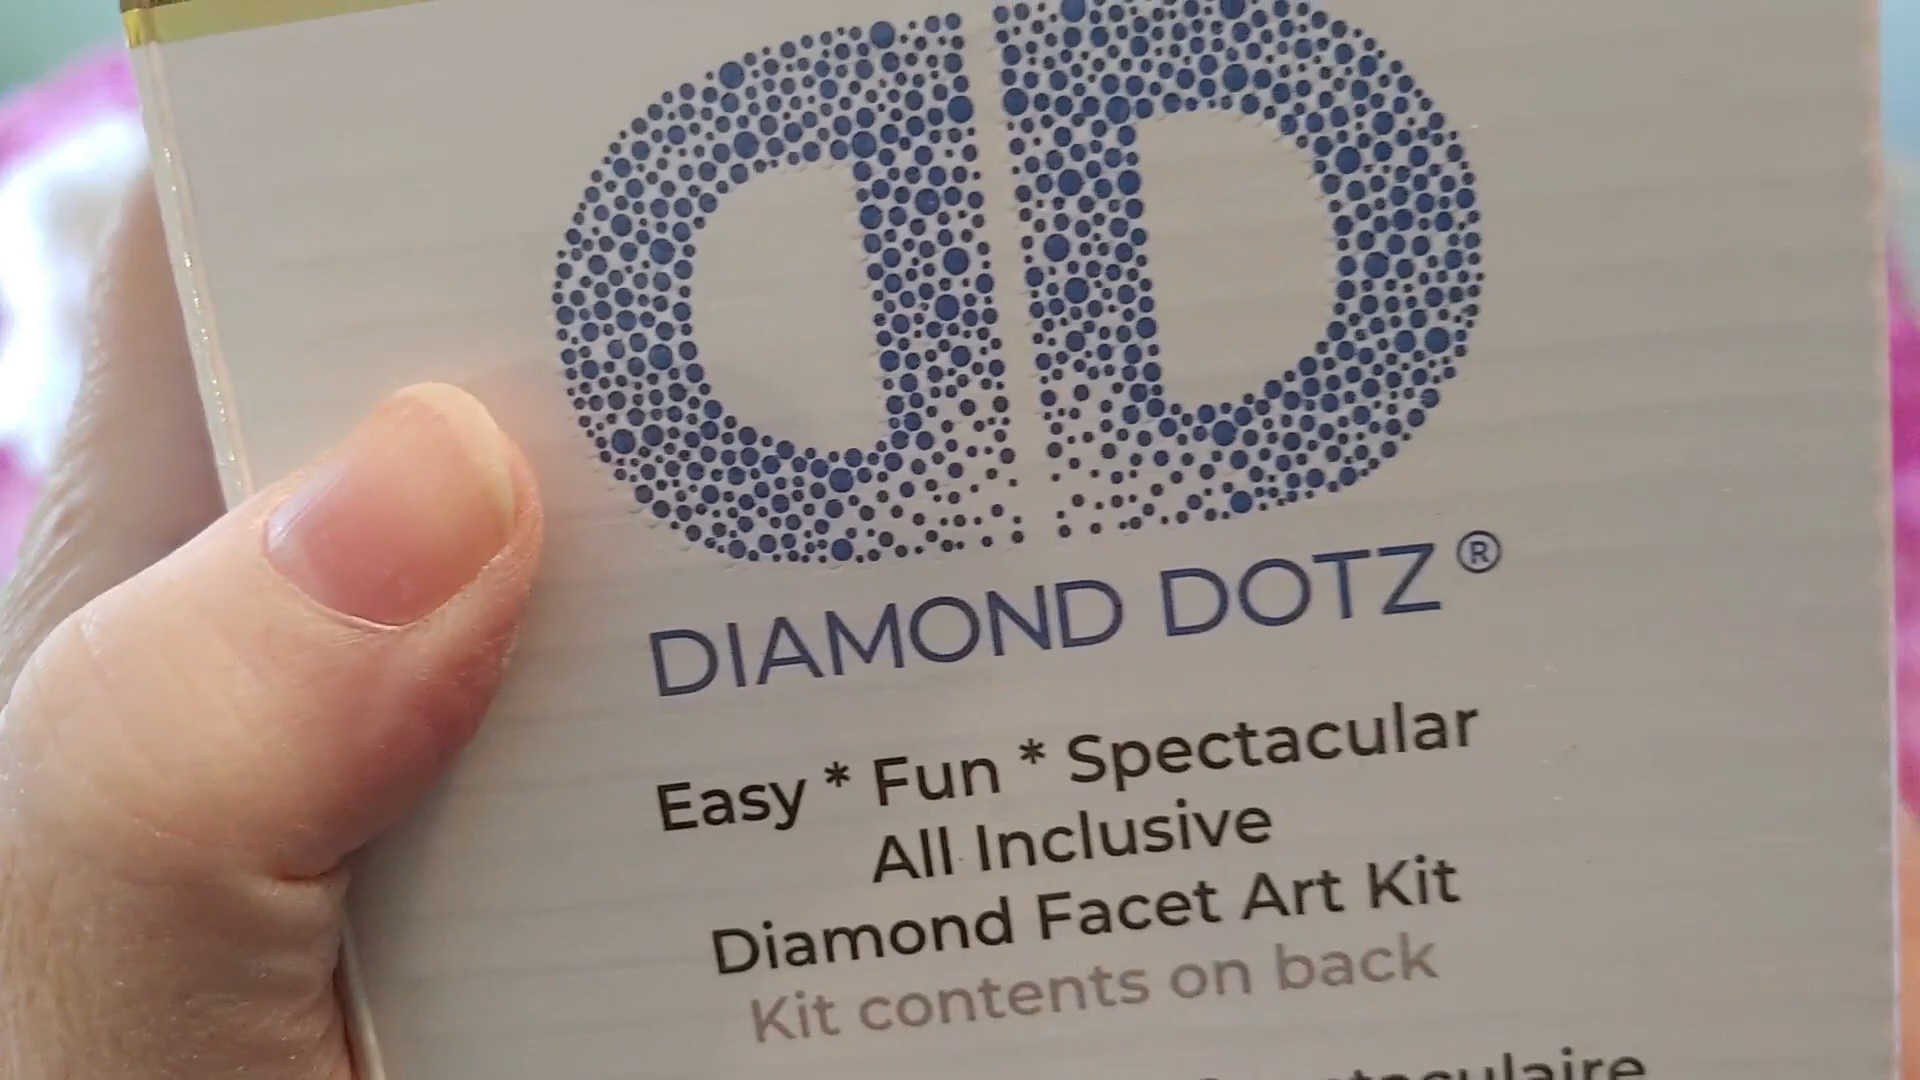 DIAMOND DOTZ®
Easy * Fun * Spectacular
All Inclusive
Diamond Facet Art Kit
Kit contents on back